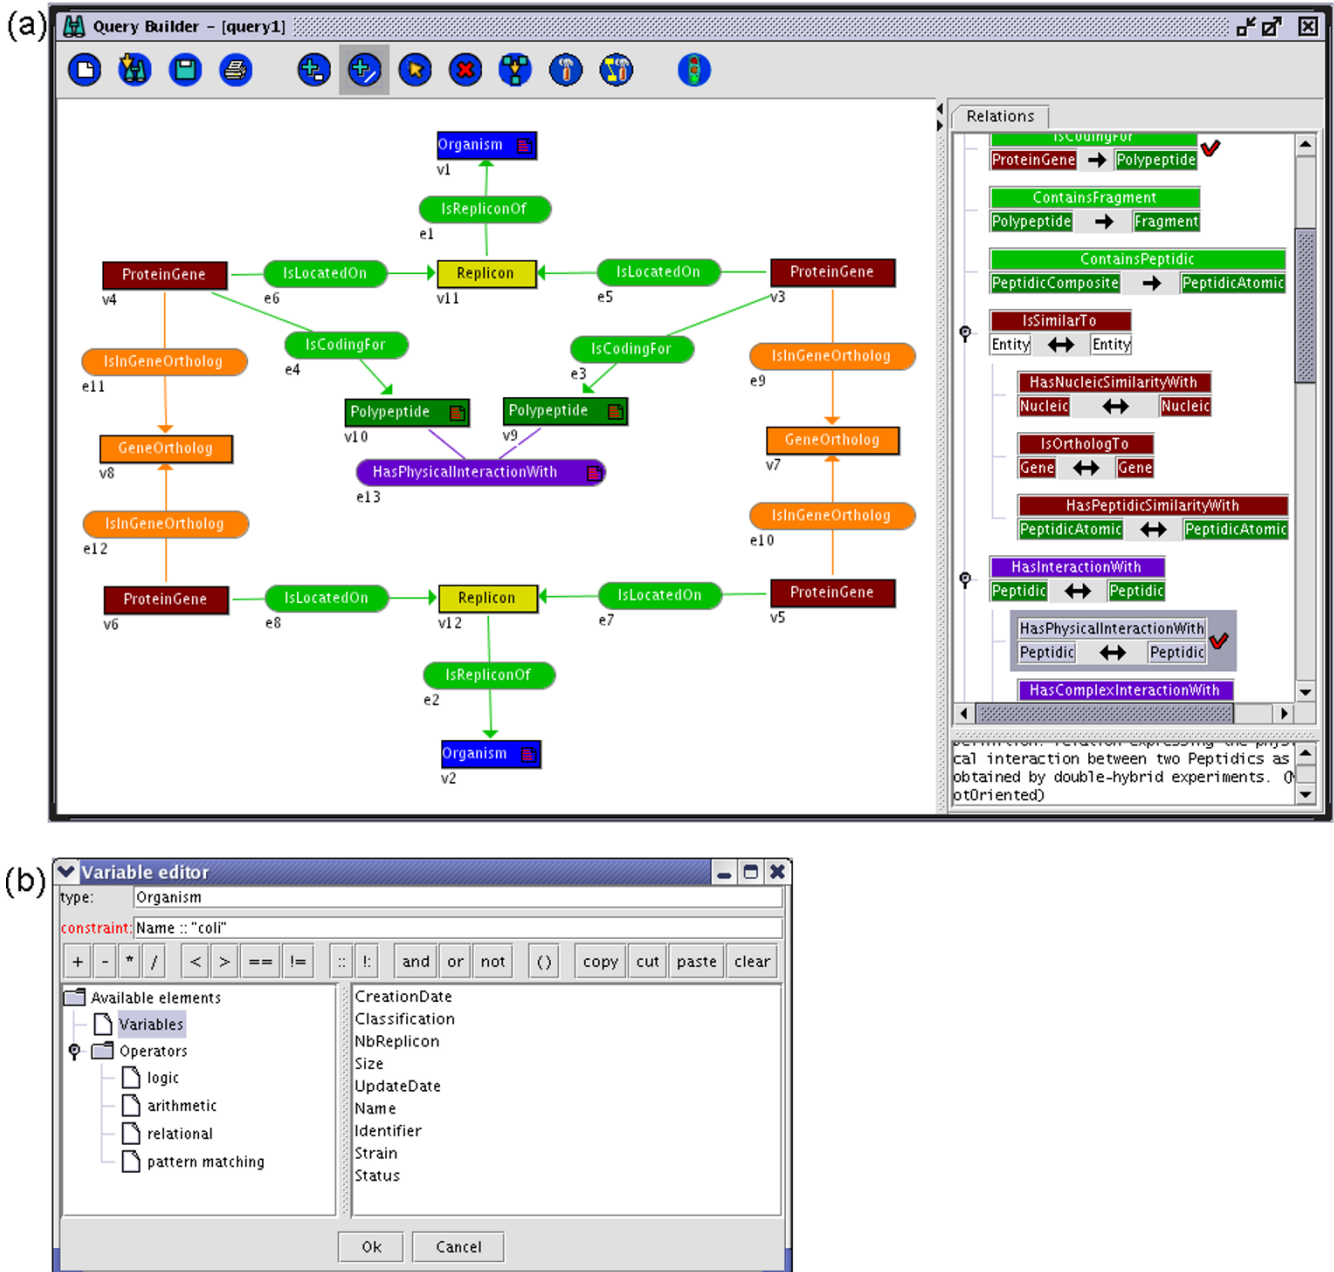 (a)
Query Builder – [query1]
Organism
v1
IsRepliconOf
e1
ProteinGene
v4
IsLocatedOn
e6
Replicon
v11
IsLocatedOn
e5
ProteinGene
v3
IsCodingFor
e4
IsCodingFor
e3
IsInGeneOrtholog
e11
IsInGeneOrtholog
e9
Polypeptide
v10
Polypeptide
v9
GeneOrtholog
v8
GeneOrtholog
v7
HasPhysicalInteractionWith
e13
IsInGeneOrtholog
e12
IsInGeneOrtholog
e10
ProteinGene
v6
IsLocatedOn
e8
Replicon
v12
IsLocatedOn
e7
ProteinGene
v5
IsRepliconOf
e2
Organism
v2
Relations
IsCodingFor
ProteinGene Polypeptide
ContainsFragment
Polypeptide Fragment
ContainsPeptidic
PeptidicComposite PeptidicAtomic
IsSimilarTo
Entity Entity
HasNucleicSimilarityWith
Nucleic Nucleic
IsOrthologTo
Gene Gene
HasPeptidicSimilarityWith
PeptidicAtomic PeptidicAtomic
HasInteractionWith
Peptidic Peptidic
HasPhysicalInteractionWith
Peptidic Peptidic
HasComplexInteractionWith
Definition: relation expressing the physi
cal interaction between two Peptidics as
obtained by double-hybrid experiments. (N
otOriented)
(b)
Variable editor
type: Organism
constraint: Name :: "coli"
+ - * / < > == != :: !: and or not () copy cut paste clear
Available elements
Variables
Operators
logic
arithmetic
relational
pattern matching
CreationDate
Classification
NbReplicon
Size
UpdateDate
Name
Identifier
Strain
Status
Ok Cancel